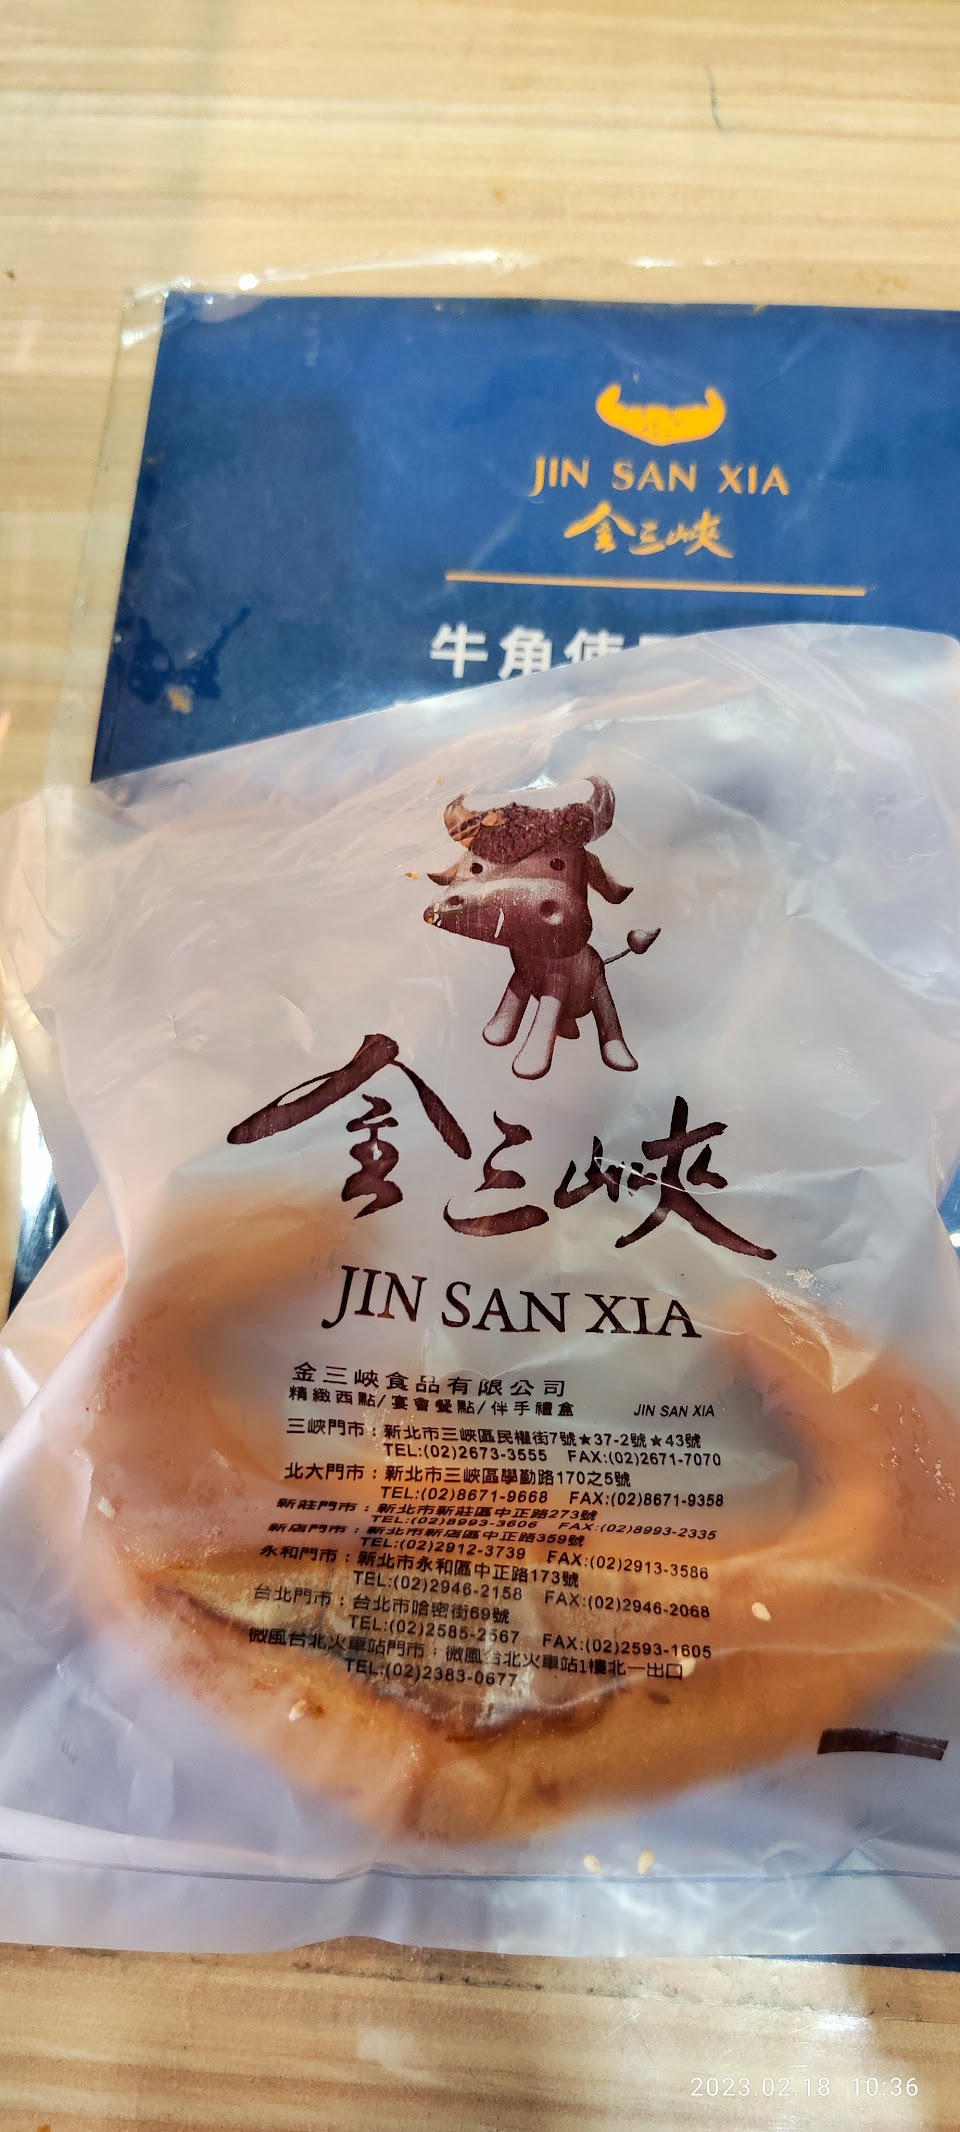 JIN SAN XIA
金三峽
牛角使
金三峽
JIN SAN XIA
金三峽食品有限公司
精緻西點/宴會餐點/伴手禮盒 JIN SAN XIA
三峽門市：新北市三峽區民權街7號★37-2號★43號
TEL:(02)2673-3555 FAX:(02)2671-7070
北大門市：新北市三峽區學勤路170之5號
TEL:(02)8671-9668 FAX:(02)8671-9358
新莊門市：新北市新莊區中正路273號
TEL:(02)8993-3606 FAX:(02)8993-2335
新店門市：新北市新店區中正路359號
TEL:(02)2912-3739 FAX:(02)2913-3586
永和門市：新北市永和區中正路173號
TEL:(02)2946-2158 FAX:(02)2946-2068
台北門市：台北市哈密街69號
TEL:(02)2585-2567 FAX:(02)2593-1605
微風台北火車站門市：微風台北火車站1樓北一出口
TEL:(02)2383-0677
2023.02.18 10:36